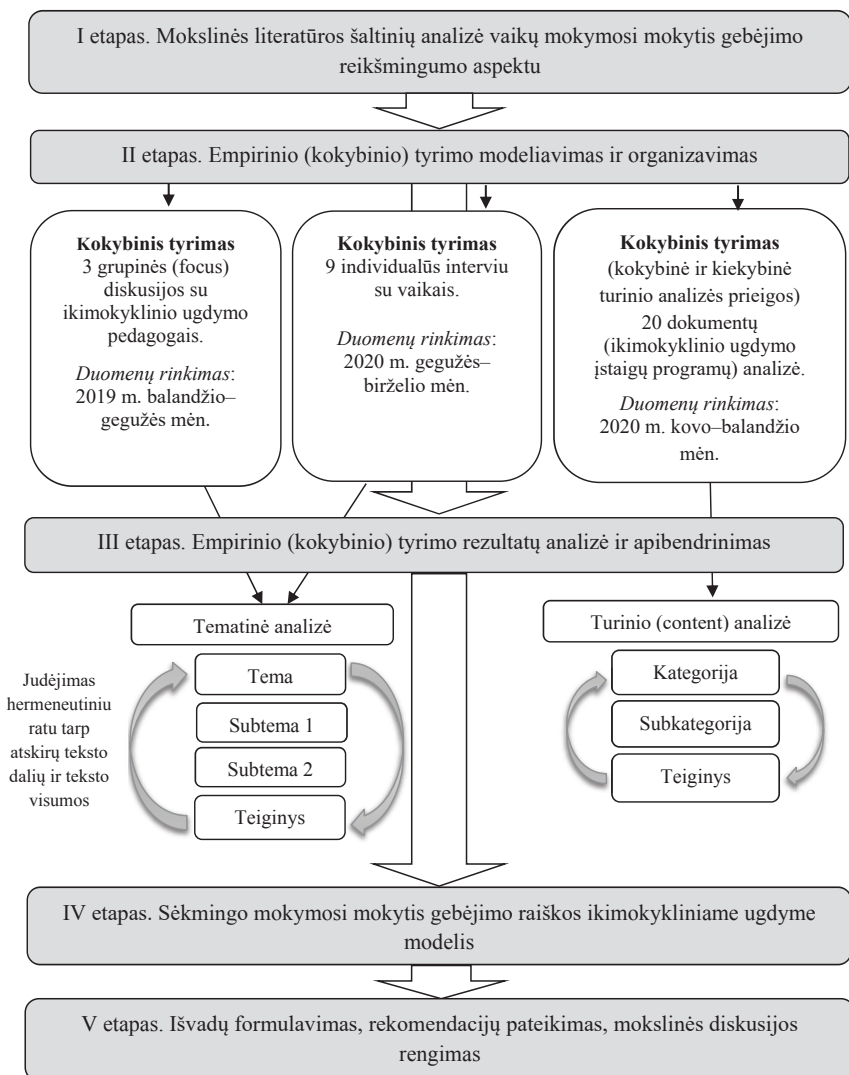 I etapas. Mokslinės literatūros šaltinių analizė vaikų mokymosi mokytis gebėjimo
reikšmingumo aspektu
II etapas. Empirinio (kokybinio) tyrimo modeliavimas ir organizavimas
Kokybinis tyrimas
3 grupinės (focus)
diskusijos su
ikimokyklinio ugdymo
pedagogais.
Duomenų rinkimas:
2019 m. balandžio–
gegužės mėn.
Kokybinis tyrimas
9 individualūs interviu
su vaikais.
Duomenų rinkimas:
2020 m. gegužės–
birželio mėn.
Kokybinis tyrimas
(kokybinė ir kiekybinė
turinio analizės prieigos)
20 dokumentų
(ikimokyklinio ugdymo
įstaigų programų) analizė.
Duomenų rinkimas:
2020 m. kovo–balandžio
mėn.
III etapas. Empirinio (kokybinio) tyrimo rezultatų analizė ir apibendrinimas
Tematinė analizė
Tema
Subtema 1
Subtema 2
Teiginys
Judėjimas
hermeneutiniu
ratu tarp
atskirų teksto
dalių ir teksto
visumos
Turinio (content) analizė
Kategorija
Subkategorija
Teiginys
IV etapas. Sėkmingo mokymosi mokytis gebėjimo raiškos ikimokykliniame ugdyme
modelis
V etapas. Išvadų formulavimas, rekomendacijų pateikimas, mokslinės diskusijos
rengimas